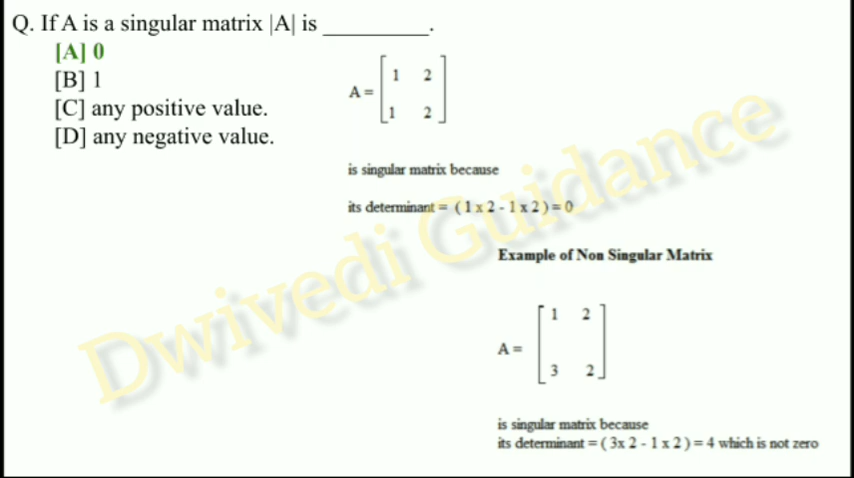 Q. If A is a singular matrix |A| is __________.
[A] 0
[B] 1
[C] any positive value.
[D] any negative value.
A = [ 1 2
1 2 ]
is singular matrix because
its determinant = ( 1 x 2 - 1 x 2 ) = 0
Dwivedi Guidance
Example of Non Singular Matrix
A = [ 1 2
3 2 ]
is singular matrix because
its determinant = ( 3x 2 - 1 x 2 ) = 4 which is not zero